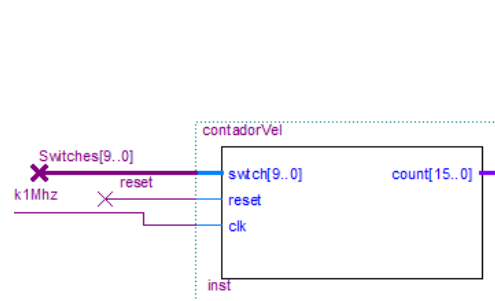 contadorVel
Switches[9..0]
swtch[9..0] count[15..0]
reset
k1Mhz
reset
clk
inst